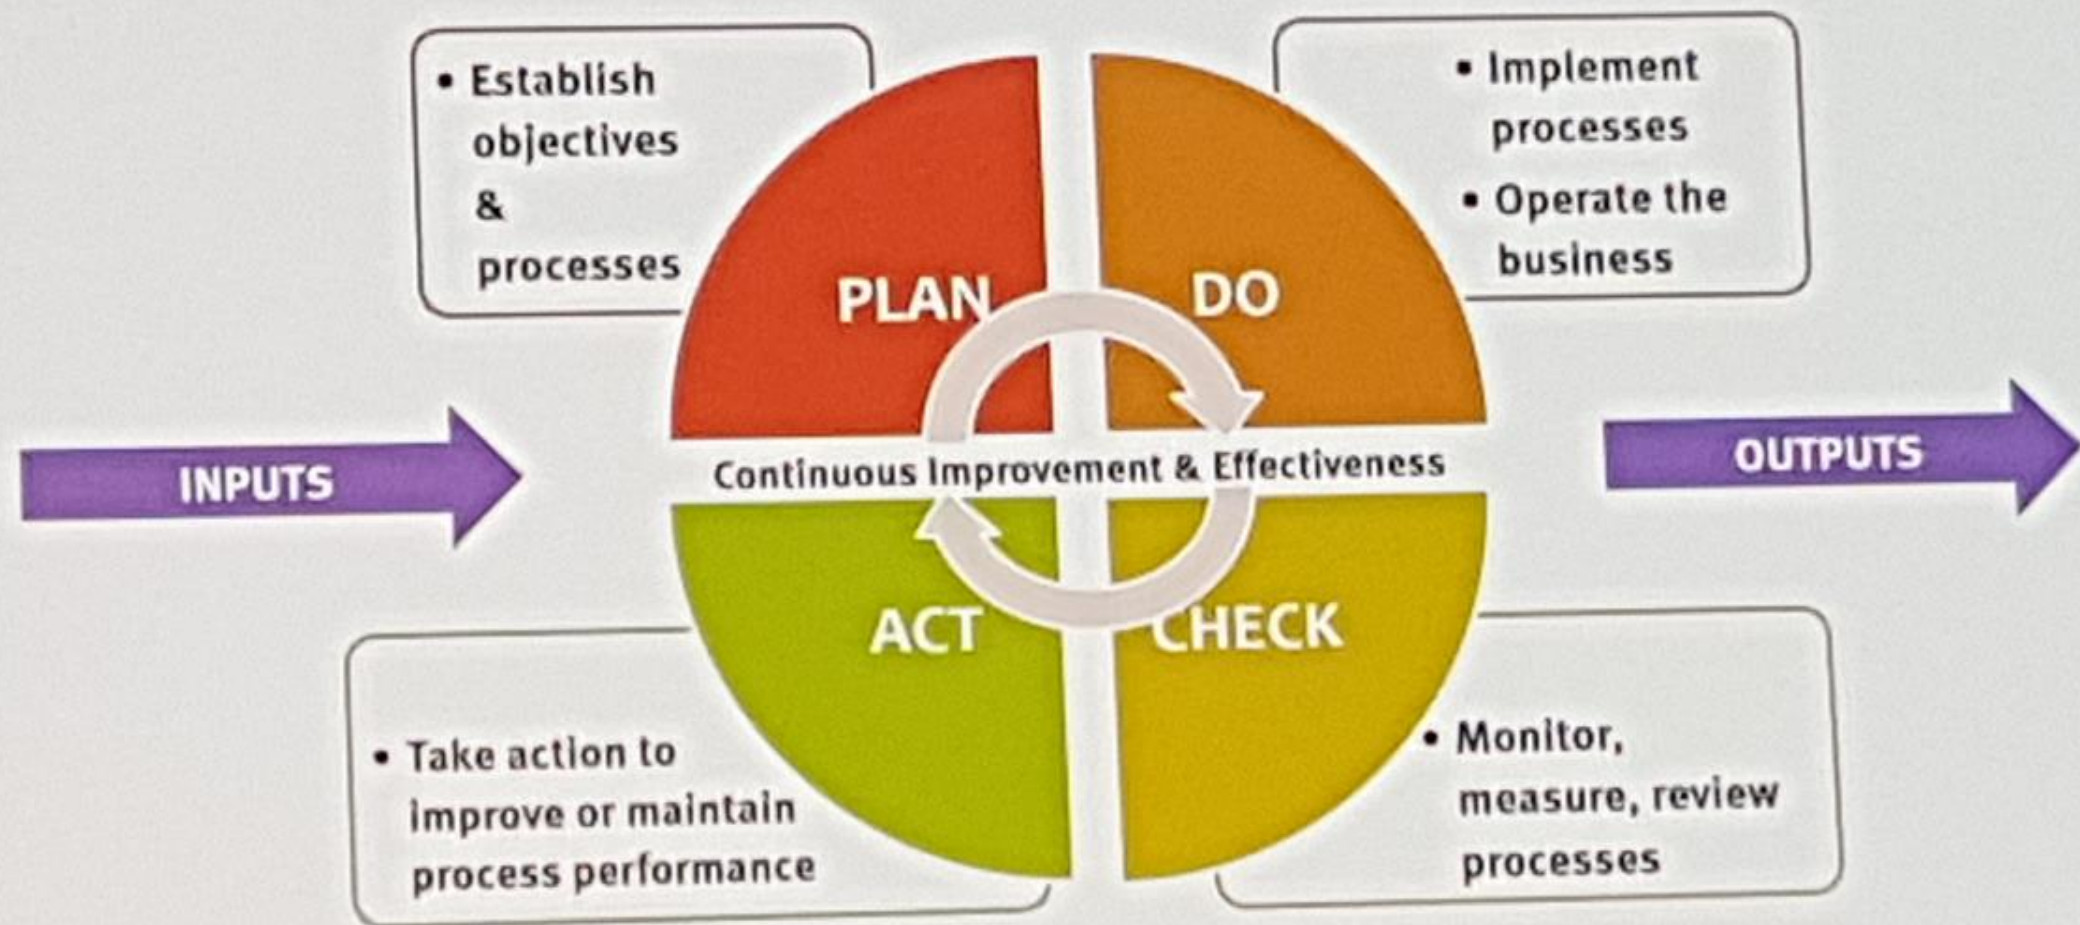 • Establish
objectives
&
processes
• Implement
processes
• Operate the
business
PLAN
DO
INPUTS
Continuous Improvement & Effectiveness
OUTPUTS
ACT
CHECK
• Take action to
improve or maintain
process performance
• Monitor,
measure, review
processes